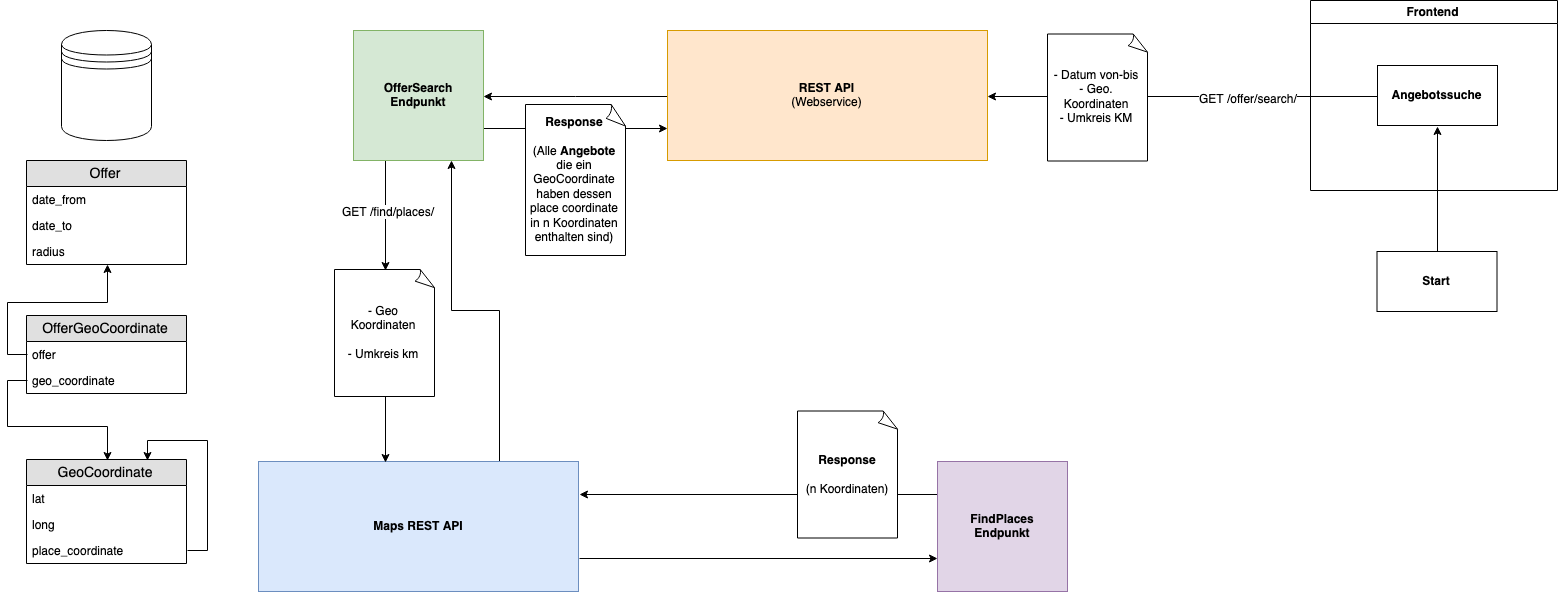 Frontend
Angebotssuche
Start
GET /offer/search/
- Datum von-bis
- Geo.
Koordinaten
- Umkreis KM
REST API
(Webservice)
OfferSearch
Endpunkt
Response
(Alle Angebote
die ein
GeoCoordinate
haben dessen
place coordinate
in n Koordinaten
enthalten sind)
GET /find/places/
- Geo
Koordinaten
- Umkreis km
Maps REST API
Response
(n Koordinaten)
FindPlaces
Endpunkt
Offer
date_from
date_to
radius
OfferGeoCoordinate
offer
geo_coordinate
GeoCoordinate
lat
long
place_coordinate